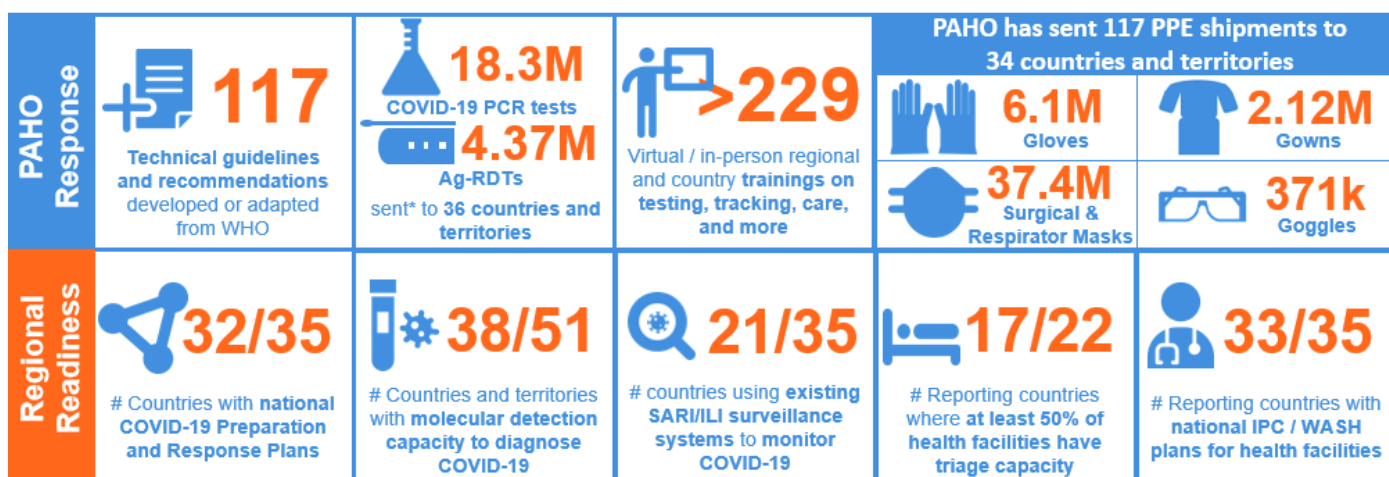 PAHO
Response
117
Technical guidelines
and recommendations
developed or adapted
from WHO
18.3M
COVID-19 PCR tests
4.37M
Ag-RDTs
sent* to 36 countries and
territories
>229
Virtual / in-person regional
and country trainings on
testing, tracking, care,
and more
PAHO has sent 117 PPE shipments to
34 countries and territories
6.1M
Gloves
2.12M
Gowns
37.4M
Surgical &
Respirator Masks
371k
Goggles
Regional
Readiness
32/35
# Countries with national
COVID-19 Preparation
and Response Plans
38/51
# Countries and territories
with molecular detection
capacity to diagnose
COVID-19
21/35
# countries using existing
SARI/ILI surveillance
systems to monitor
COVID-19
17/22
# Reporting countries
where at least 50% of
health facilities have
triage capacity
33/35
# Reporting countries with
national IPC / WASH
plans for health facilities